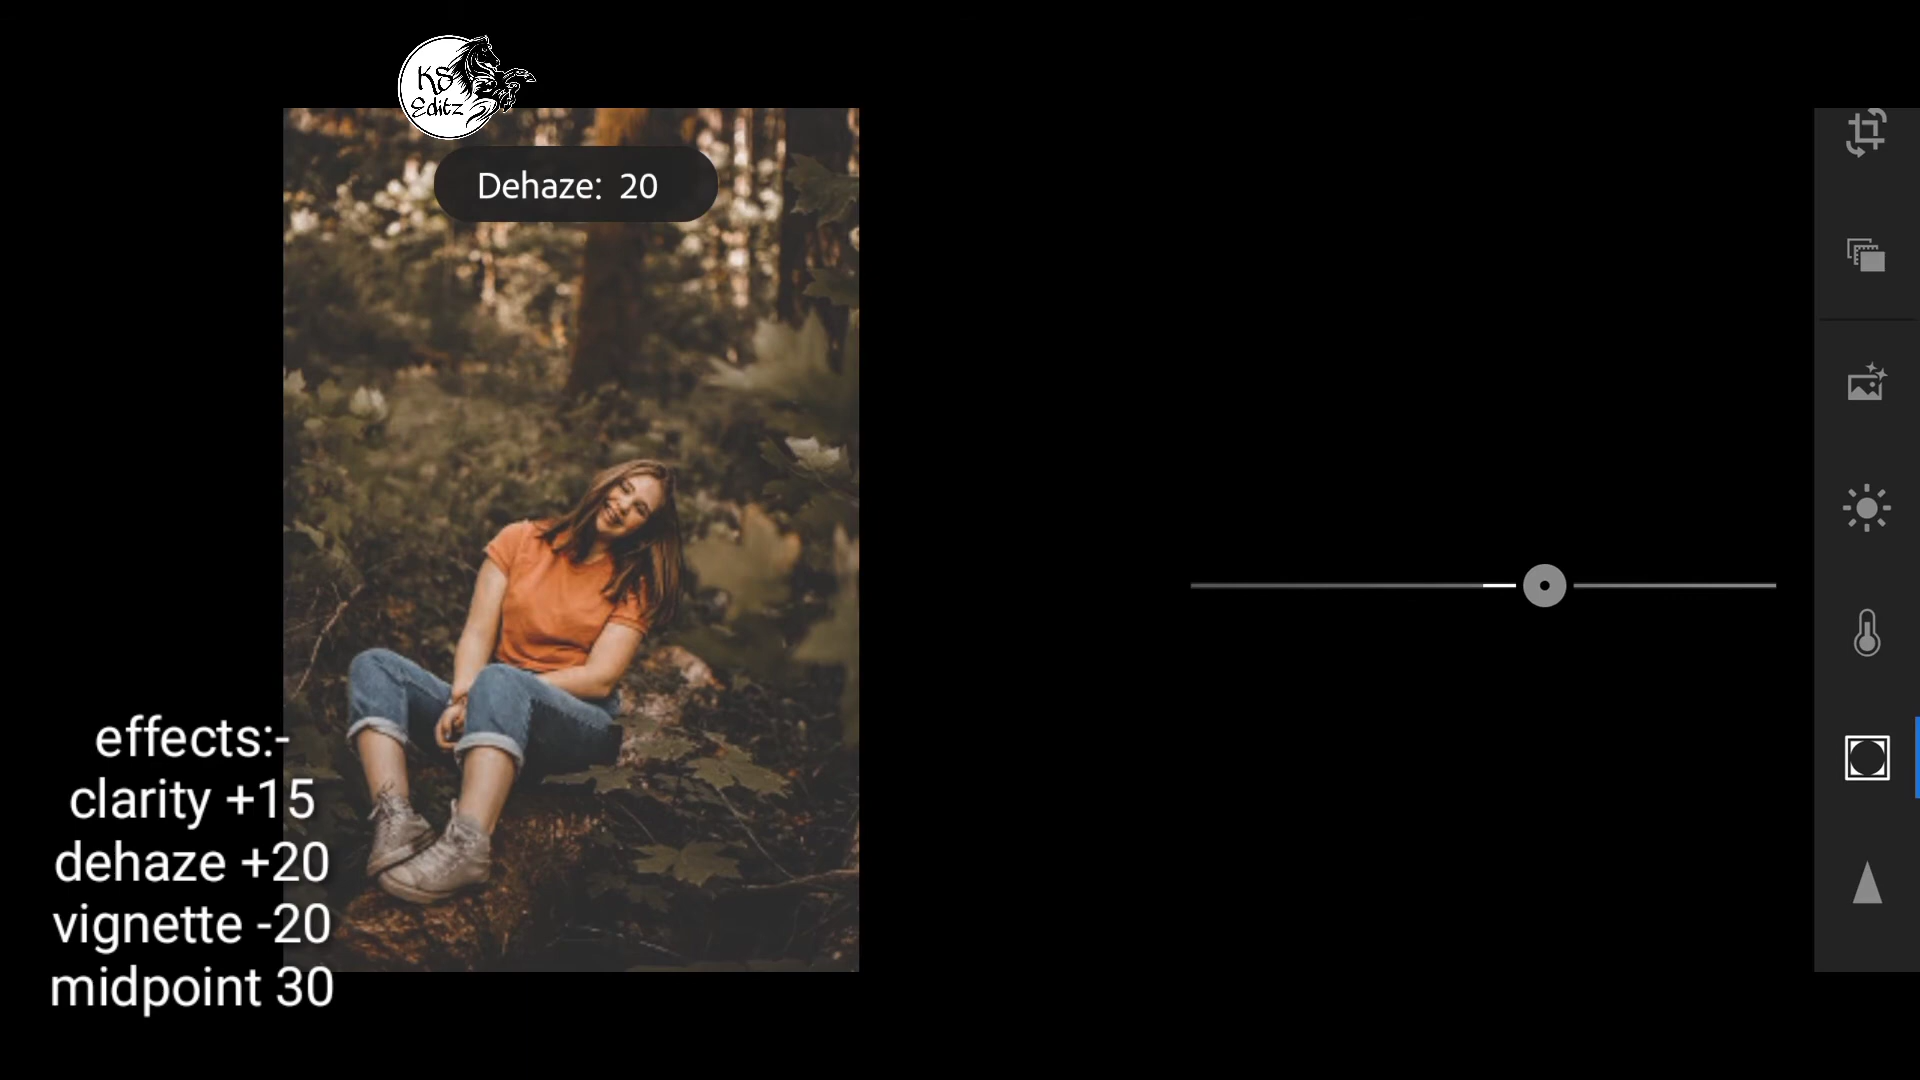 KS
Editz
Dehaze: 20
effects:-
clarity +15
dehaze +20
vignette -20
midpoint 30